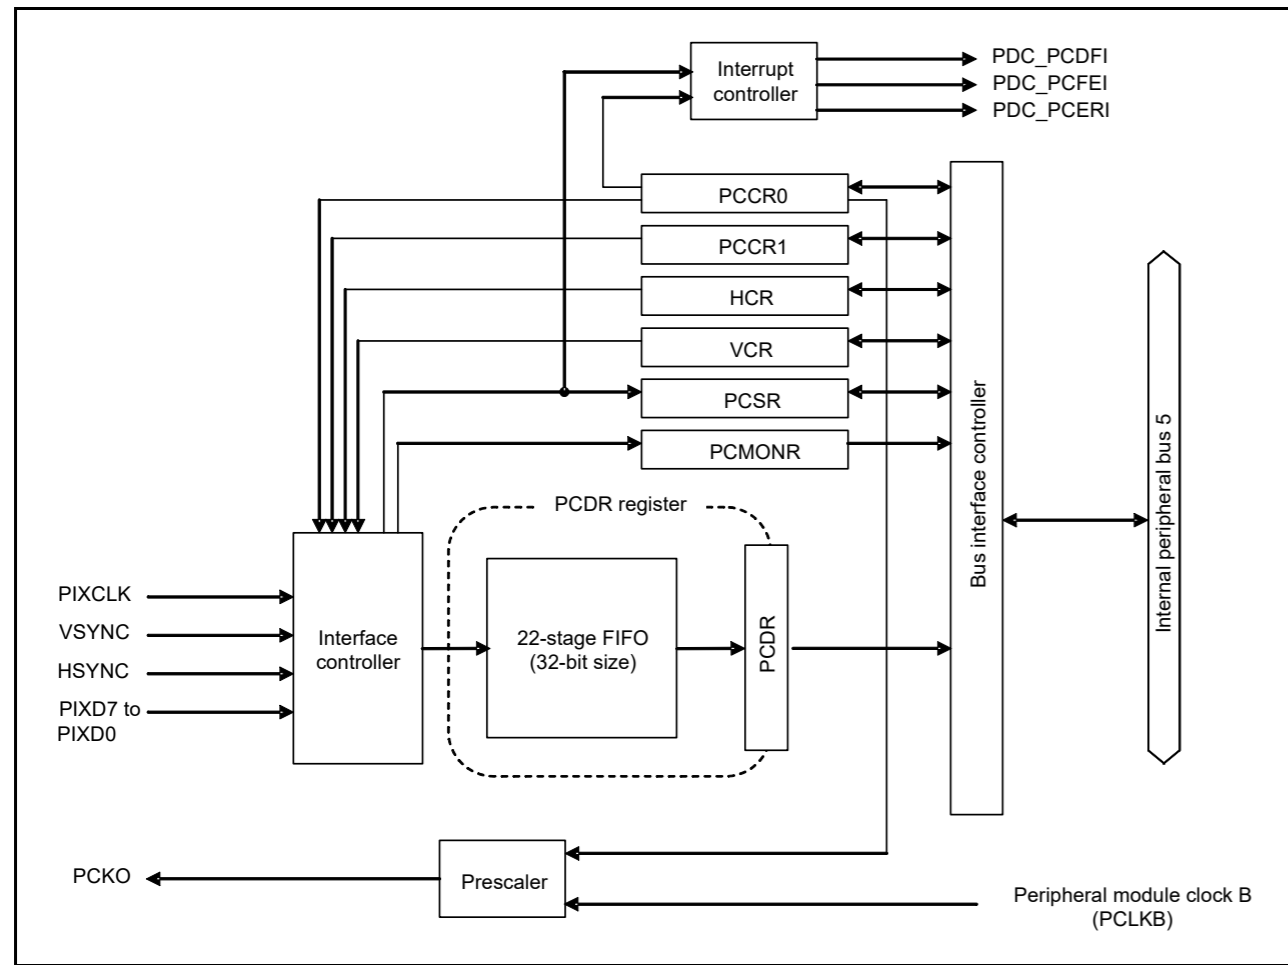 Interrupt
controller
PDC_PCDFI
PDC_PCFEI
PDC_PCERI
PCCR0
PCCR1
HCR
VCR
PCSR
PCMONR
Bus interface controller
Internal peripheral bus 5
PCDR register
PIXCLK
VSYNC
HSYNC
PIXD7 to
PIXD0
Interface
controller
22-stage FIFO
(32-bit size)
PCDR
PCKO
Prescaler
Peripheral module clock B
(PCLKB)